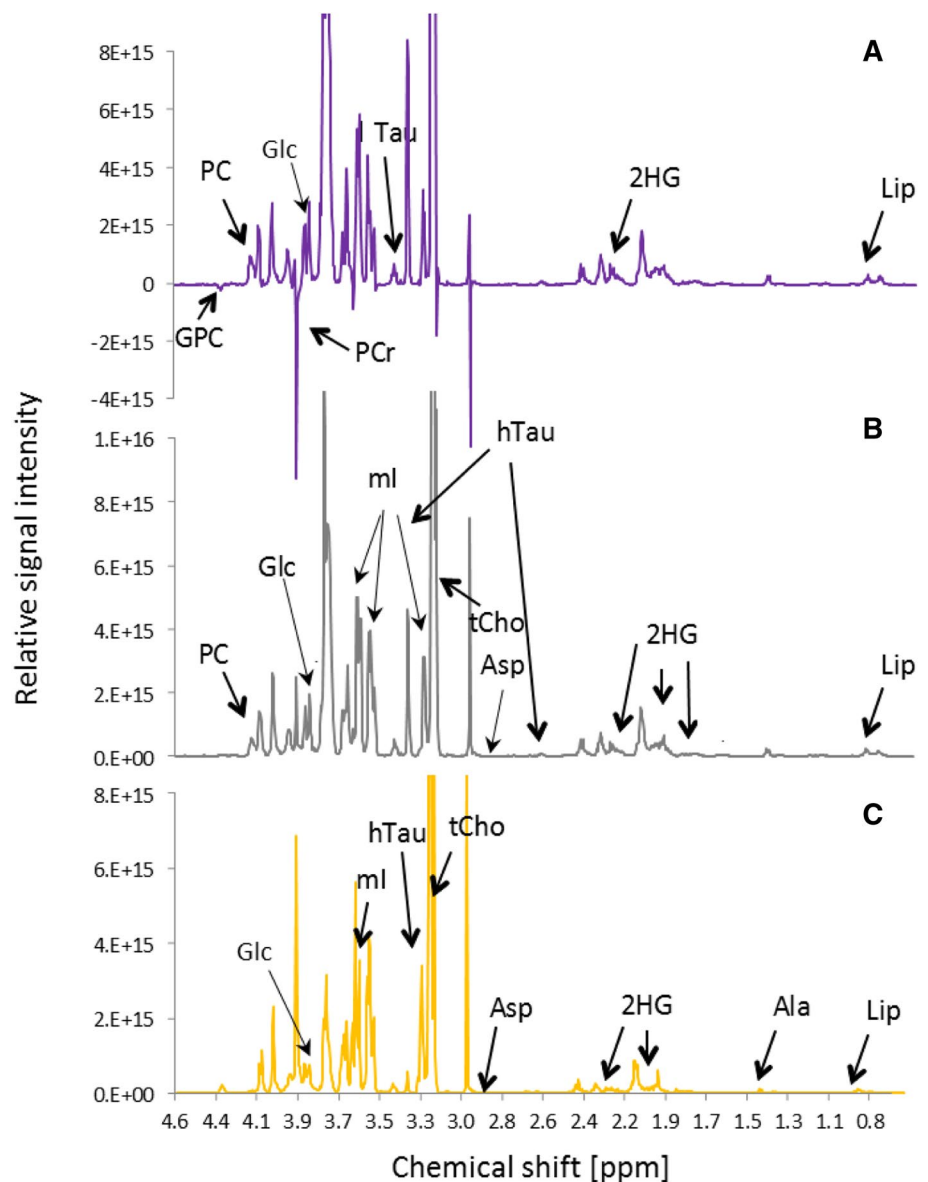 A
8E+15
6E+15
4E+15
2E+15
0
-2E+15
-4E+15
PC
Glc
Tau
2HG
Lip
GPC
PCr
B
1.E+16
8.E+15
6.E+15
4.E+15
2.E+15
0.E+00
hTau
mI
Glc
tCho
PC
Asp
2HG
Lip
C
8.E+15
6.E+15
4.E+15
2.E+15
0.E+00
hTau
tCho
mI
Glc
Asp
2HG
Ala
Lip
4.6 4.4 4.1 3.9 3.7 3.5 3.3 3.0 2.8 2.6 2.4 2.2 1.9 1.7 1.5 1.3 1.1 0.8
Relative signal intensity
Chemical shift [ppm]